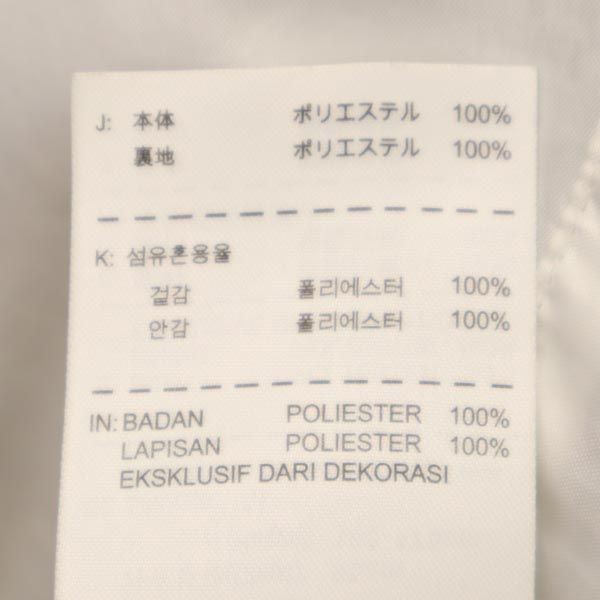 J: 本体 ポリエステル 100%
裏地 ポリエステル 100%
K: 섬유혼용율
겉감 폴리에스터 100%
안감 폴리에스터 100%
IN: BADAN POLIESTER 100%
LAPISAN POLIESTER 100%
EKSKLUSIF DARI DEKORASI